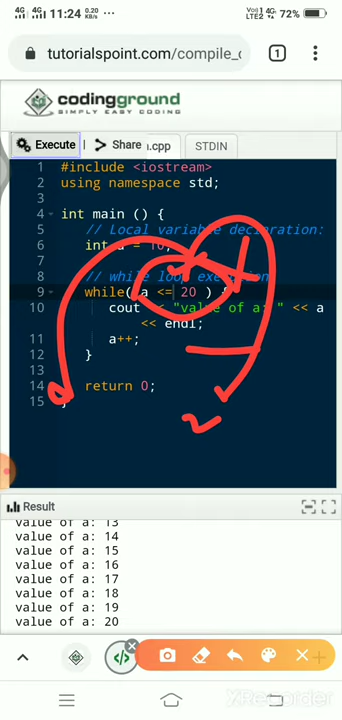 4G 4G 11:24 0.20 KB/s Vo) 1 4G LTE2 72%
tutorialspoint.com/compile_c 1
codingground
SIMPLY EASY CODING
Execute | > Share .cpp STDIN
1 #include <iostream>
2 using namespace std;
3
4 int main () {
5 // Local variable declaration:
6 int a = 10;
7
8 // while loop execution
9 while( a <= 20 ) {
10 cout << "value of a: " << a
<< endl;
11 a++;
12 }
13
14 return 0;
15 }
Result
value of a: 13
value of a: 14
value of a: 15
value of a: 16
value of a: 17
value of a: 18
value of a: 19
value of a: 20
XRecorder